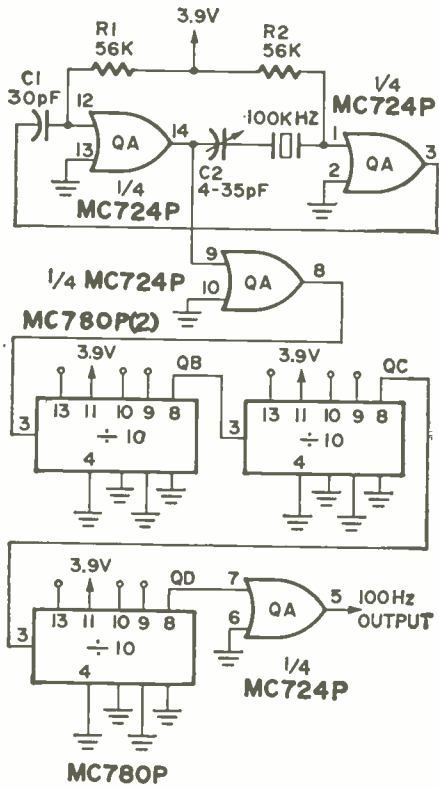 3.9V
R1
56K
R2
56K
C1
30pF
12
13
QA
14
1/4
MC724P
C2
4-35pF
100KHZ
1/4
MC724P
1
2
QA
3
1/4 MC724P
9
10
QA
8
MC780P(2)
3.9V
QB
3.9V
QC
13 11 10 9 8
3
÷ 10
4
13 11 10 9 8
3
÷ 10
4
3.9V
QD
13 11 10 9 8
3
÷ 10
4
MC780P
7
6
QA
5
100Hz
OUTPUT
1/4
MC724P